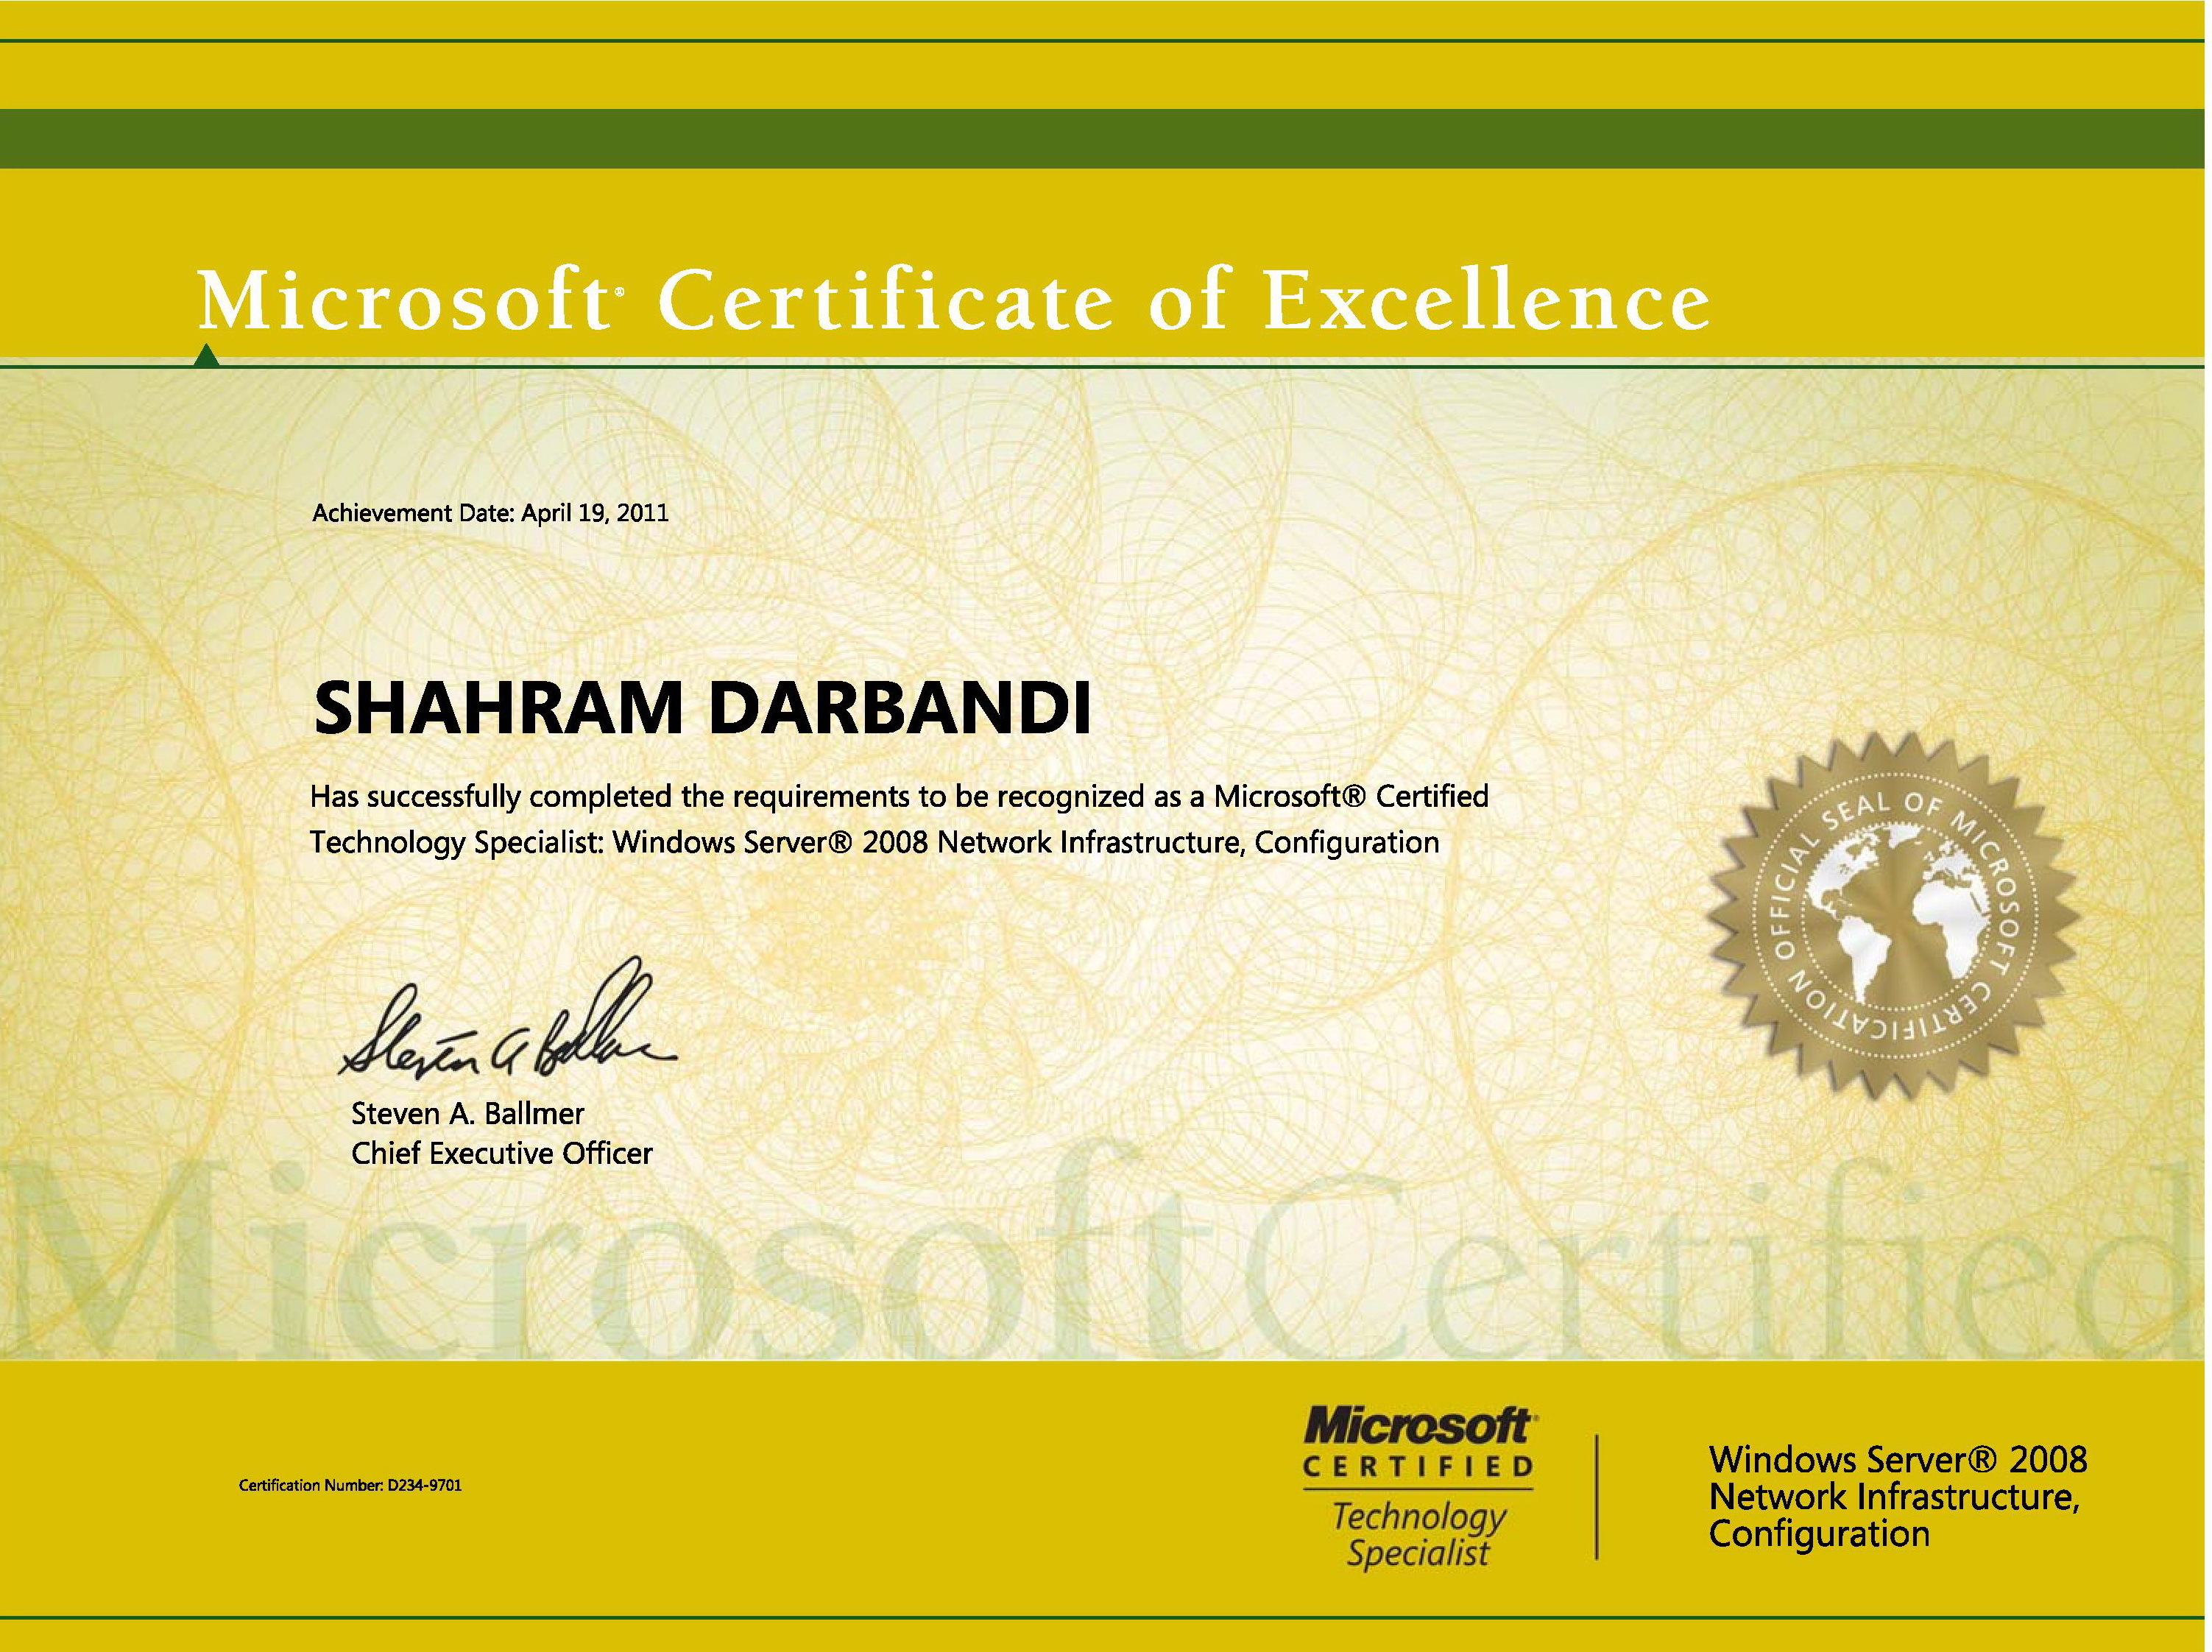 Microsoft® Certificate of Excellence
Achievement Date: April 19, 2011
SHAHRAM DARBANDI
Has successfully completed the requirements to be recognized as a Microsoft® Certified
Technology Specialist: Windows Server® 2008 Network Infrastructure, Configuration
OFFICIAL SEAL OF MICROSOFT CERTIFICATION
Steven A Ballmer
Steven A. Ballmer
Chief Executive Officer
Microsoft Certified
Certification Number: D234-9701
Microsoft®
CERTIFIED
Technology
Specialist
Windows Server® 2008
Network Infrastructure,
Configuration